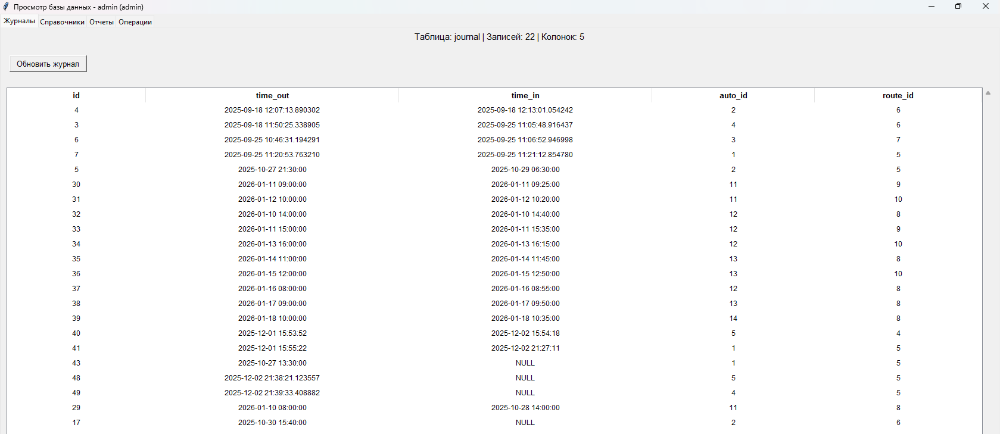 Просмотр базы данных - admin (admin)
Журналы Справочники Отчеты Операции
Таблица: journal | Записей: 22 | Колонок: 5
Обновить журнал
id time_out time_in auto_id route_id
4 2025-09-18 12:07:13.890302 2025-09-18 12:13:01.054242 2 6
3 2025-09-18 11:50:25.338905 2025-09-25 11:05:48.916437 4 6
6 2025-09-25 10:46:31.194291 2025-09-25 11:06:52.946998 3 7
7 2025-09-25 11:20:53.763210 2025-09-25 11:21:12.854780 1 5
5 2025-10-27 21:30:00 2025-10-29 06:30:00 2 5
30 2026-01-11 09:00:00 2026-01-11 09:25:00 11 9
31 2026-01-12 10:00:00 2026-01-12 10:20:00 11 10
32 2026-01-10 14:00:00 2026-01-10 14:40:00 12 8
33 2026-01-11 15:00:00 2026-01-11 15:35:00 12 9
34 2026-01-13 16:00:00 2026-01-13 16:15:00 12 10
35 2026-01-14 11:00:00 2026-01-14 11:45:00 13 8
36 2026-01-15 12:00:00 2026-01-15 12:50:00 13 10
37 2026-01-16 08:00:00 2026-01-16 08:55:00 12 8
38 2026-01-17 09:00:00 2026-01-17 09:50:00 13 8
39 2026-01-18 10:00:00 2026-01-18 10:35:00 14 8
40 2025-12-01 15:53:52 2025-12-02 15:54:18 5 4
41 2025-12-01 15:55:22 2025-12-02 21:27:11 1 5
43 2025-10-27 13:30:00 NULL 1 5
48 2025-12-02 21:38:21.123557 NULL 5 5
49 2025-12-02 21:39:33.408882 NULL 4 5
29 2026-01-10 08:00:00 2025-10-28 14:00:00 11 8
17 2025-10-30 15:40:00 NULL 2 6